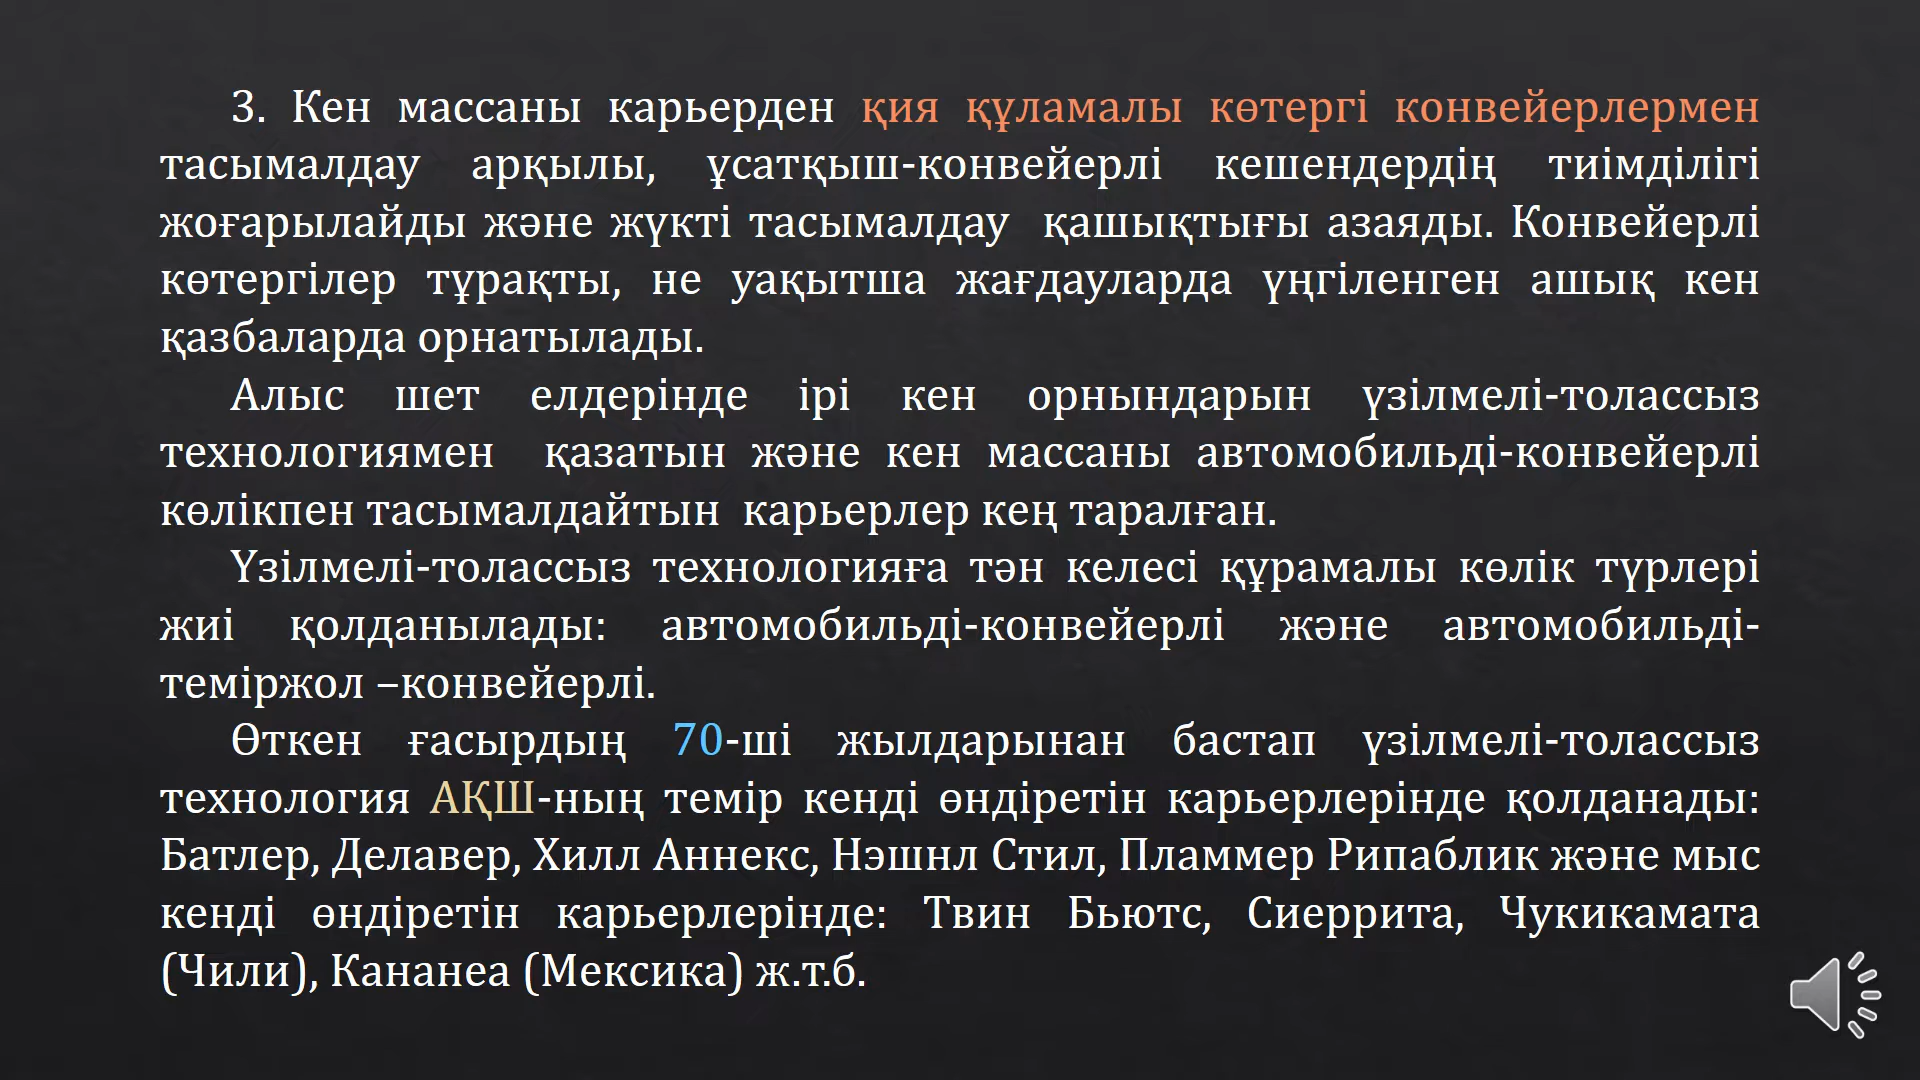 3. Кен массаны карьерден қия құламалы көтергі конвейерлермен
тасымалдау арқылы, ұсатқыш-конвейерлі кешендердің тиімділігі
жоғарылайды және жүкті тасымалдау қашықтығы азаяды. Конвейерлі
көтергілер тұрақты, не уақытша жағдауларда үңгіленген ашық кен
қазбаларда орнатылады.
Алыс шет елдерінде ірі кен орнындарын үзілмелі-толассыз
технологиямен қазатын және кен массаны автомобильді-конвейерлі
көлікпен тасымалдайтын карьерлер кең таралған.
Үзілмелі-толассыз технологияға тән келесі құрамалы көлік түрлері
жиі қолданылады: автомобильді-конвейерлі және автомобильді-
теміржол –конвейерлі.
Өткен ғасырдың 70-ші жылдарынан бастап үзілмелі-толассыз
технология АҚШ-ның темір кенді өндіретін карьерлерінде қолданады:
Батлер, Делавер, Хилл Аннекс, Нэшнл Стил, Пламмер Рипаблик және мыс
кенді өндіретін карьерлерінде: Твин Бьютс, Сиеррита, Чукикамата
(Чили), Кананеа (Мексика) ж.т.б.